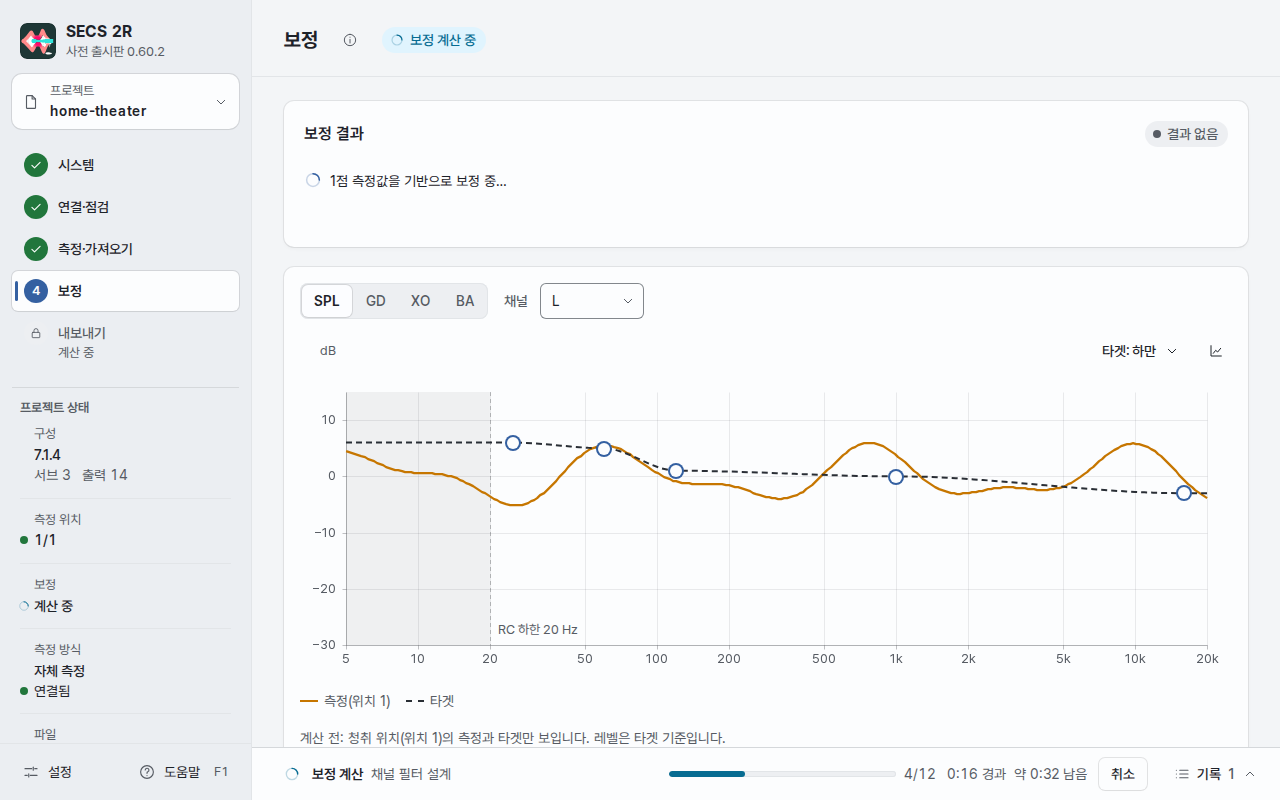 SECS 2R
사전 출시판 0.60.2
프로젝트
home-theater
시스템
연결·점검
측정·가져오기
4 보정
내보내기
계산 중
프로젝트 상태
구성
7.1.4
서브 3 출력 14
측정 위치
1/1
보정
계산 중
측정 방식
자체 측정
연결됨
파일
설정 도움말 F1
보정 보정 계산 중
보정 결과 결과 없음
1점 측정값을 기반으로 보정 중...
SPL GD XO BA 채널 L
dB 타겟: 하만
10
0
−10
−20
−30
RC 하한 20 Hz
5 10 20 50 100 200 500 1k 2k 5k 10k 20k
측정(위치 1) 타겟
계산 전: 청취 위치(위치 1)의 측정과 타겟만 보입니다. 레벨은 타겟 기준입니다.
보정 계산 채널 필터 설계 4/12 0:16 경과 약 0:32 남음 취소 기록 1